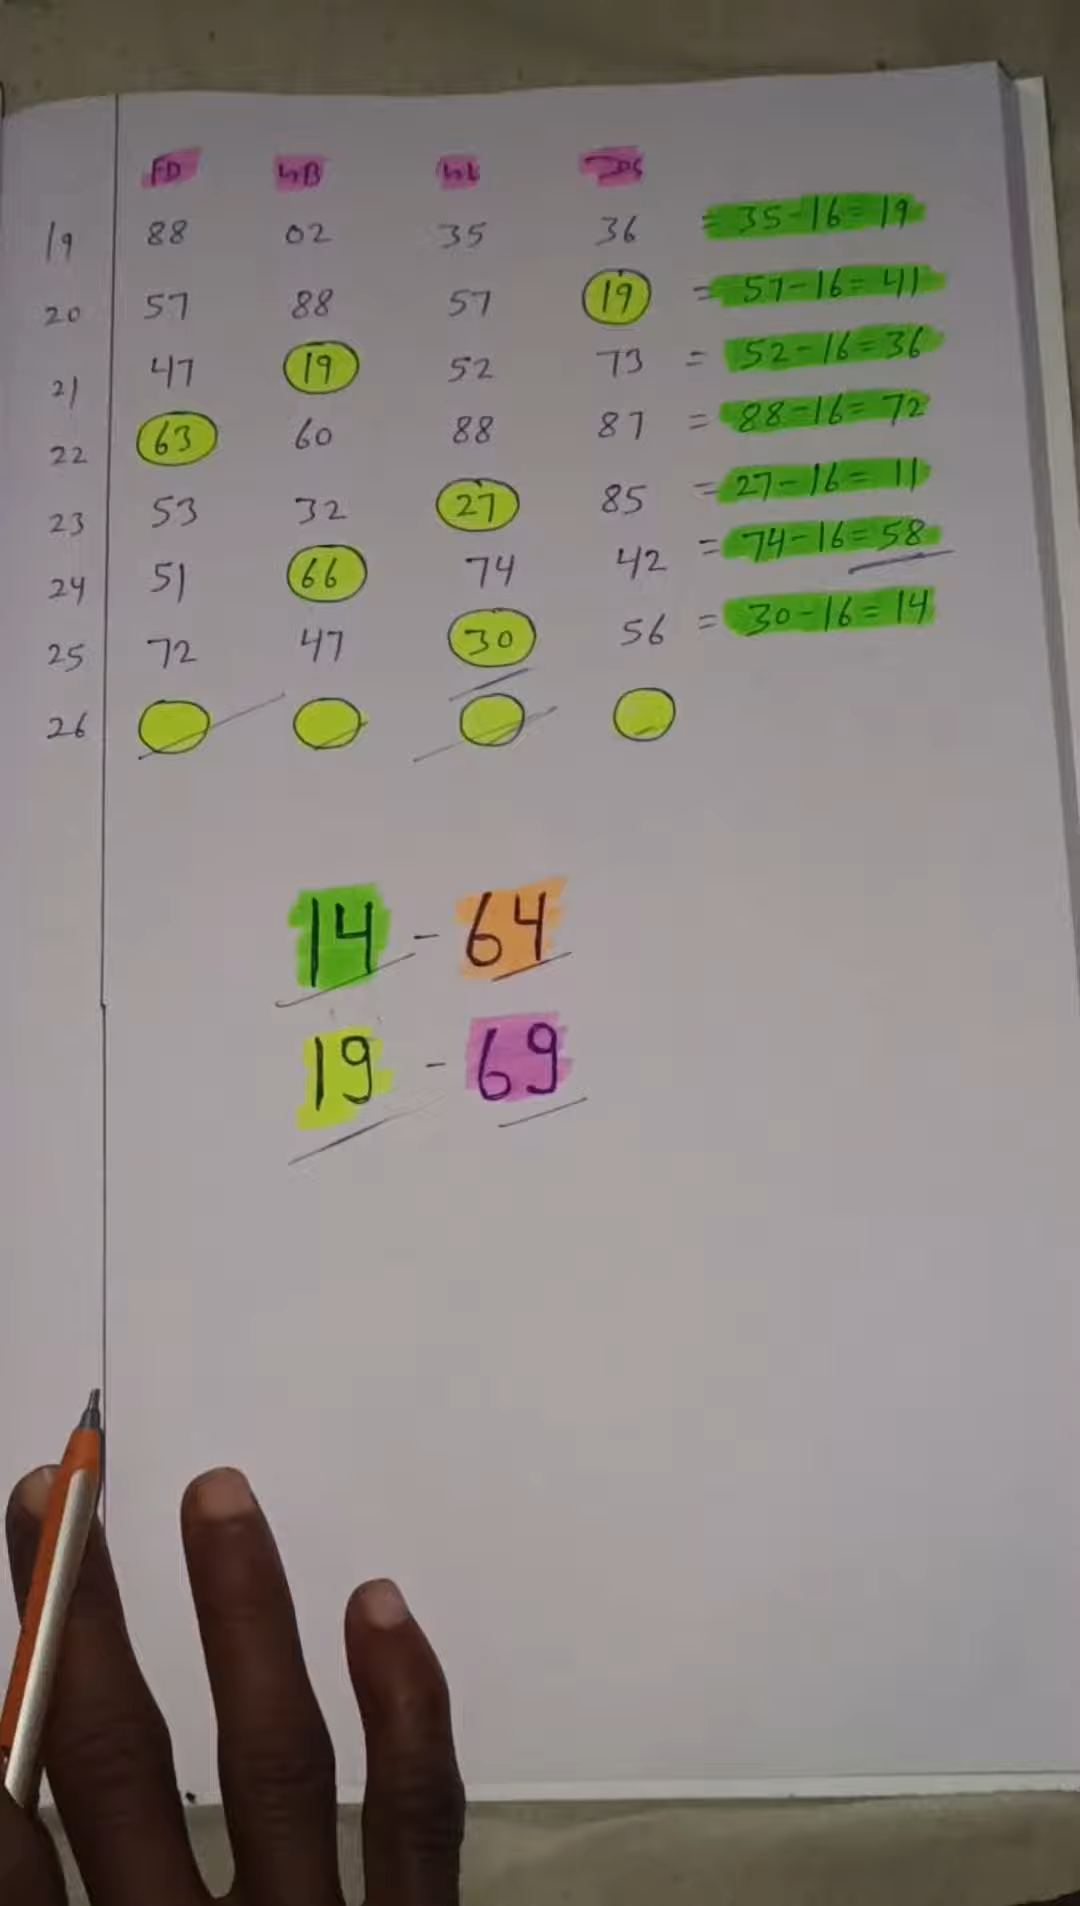 FD GB GL DS
19 88 02 35 36 = 35-16=19
20 57 88 57 19 = 57-16=41
21 47 19 52 73 = 52-16=36
22 63 60 88 87 = 88-16=72
23 53 32 27 85 = 27-16=11
24 51 66 74 42 = 74-16=58
25 72 47 30 56 = 30-16=14
26
14 - 64
19 - 69